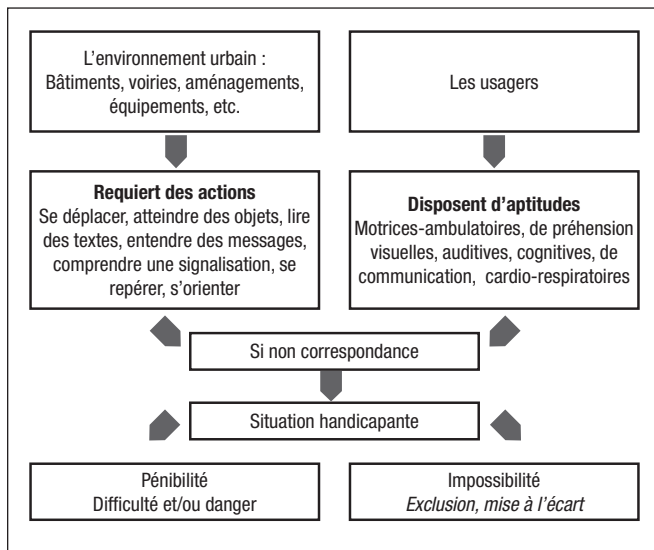 L’environnement urbain :
Bâtiments, voiries, aménagements,
équipements, etc.
Les usagers
Requiert des actions
Se déplacer, atteindre des objets, lire
des textes, entendre des messages,
comprendre une signalisation, se
repérer, s’orienter
Disposent d’aptitudes
Motrices-ambulatoires, de préhension
visuelles, auditives, cognitives, de
communication, cardio-respiratoires
Si non correspondance
Situation handicapante
Pénibilité
Difficulté et/ou danger
Impossibilité
Exclusion, mise à l’écart